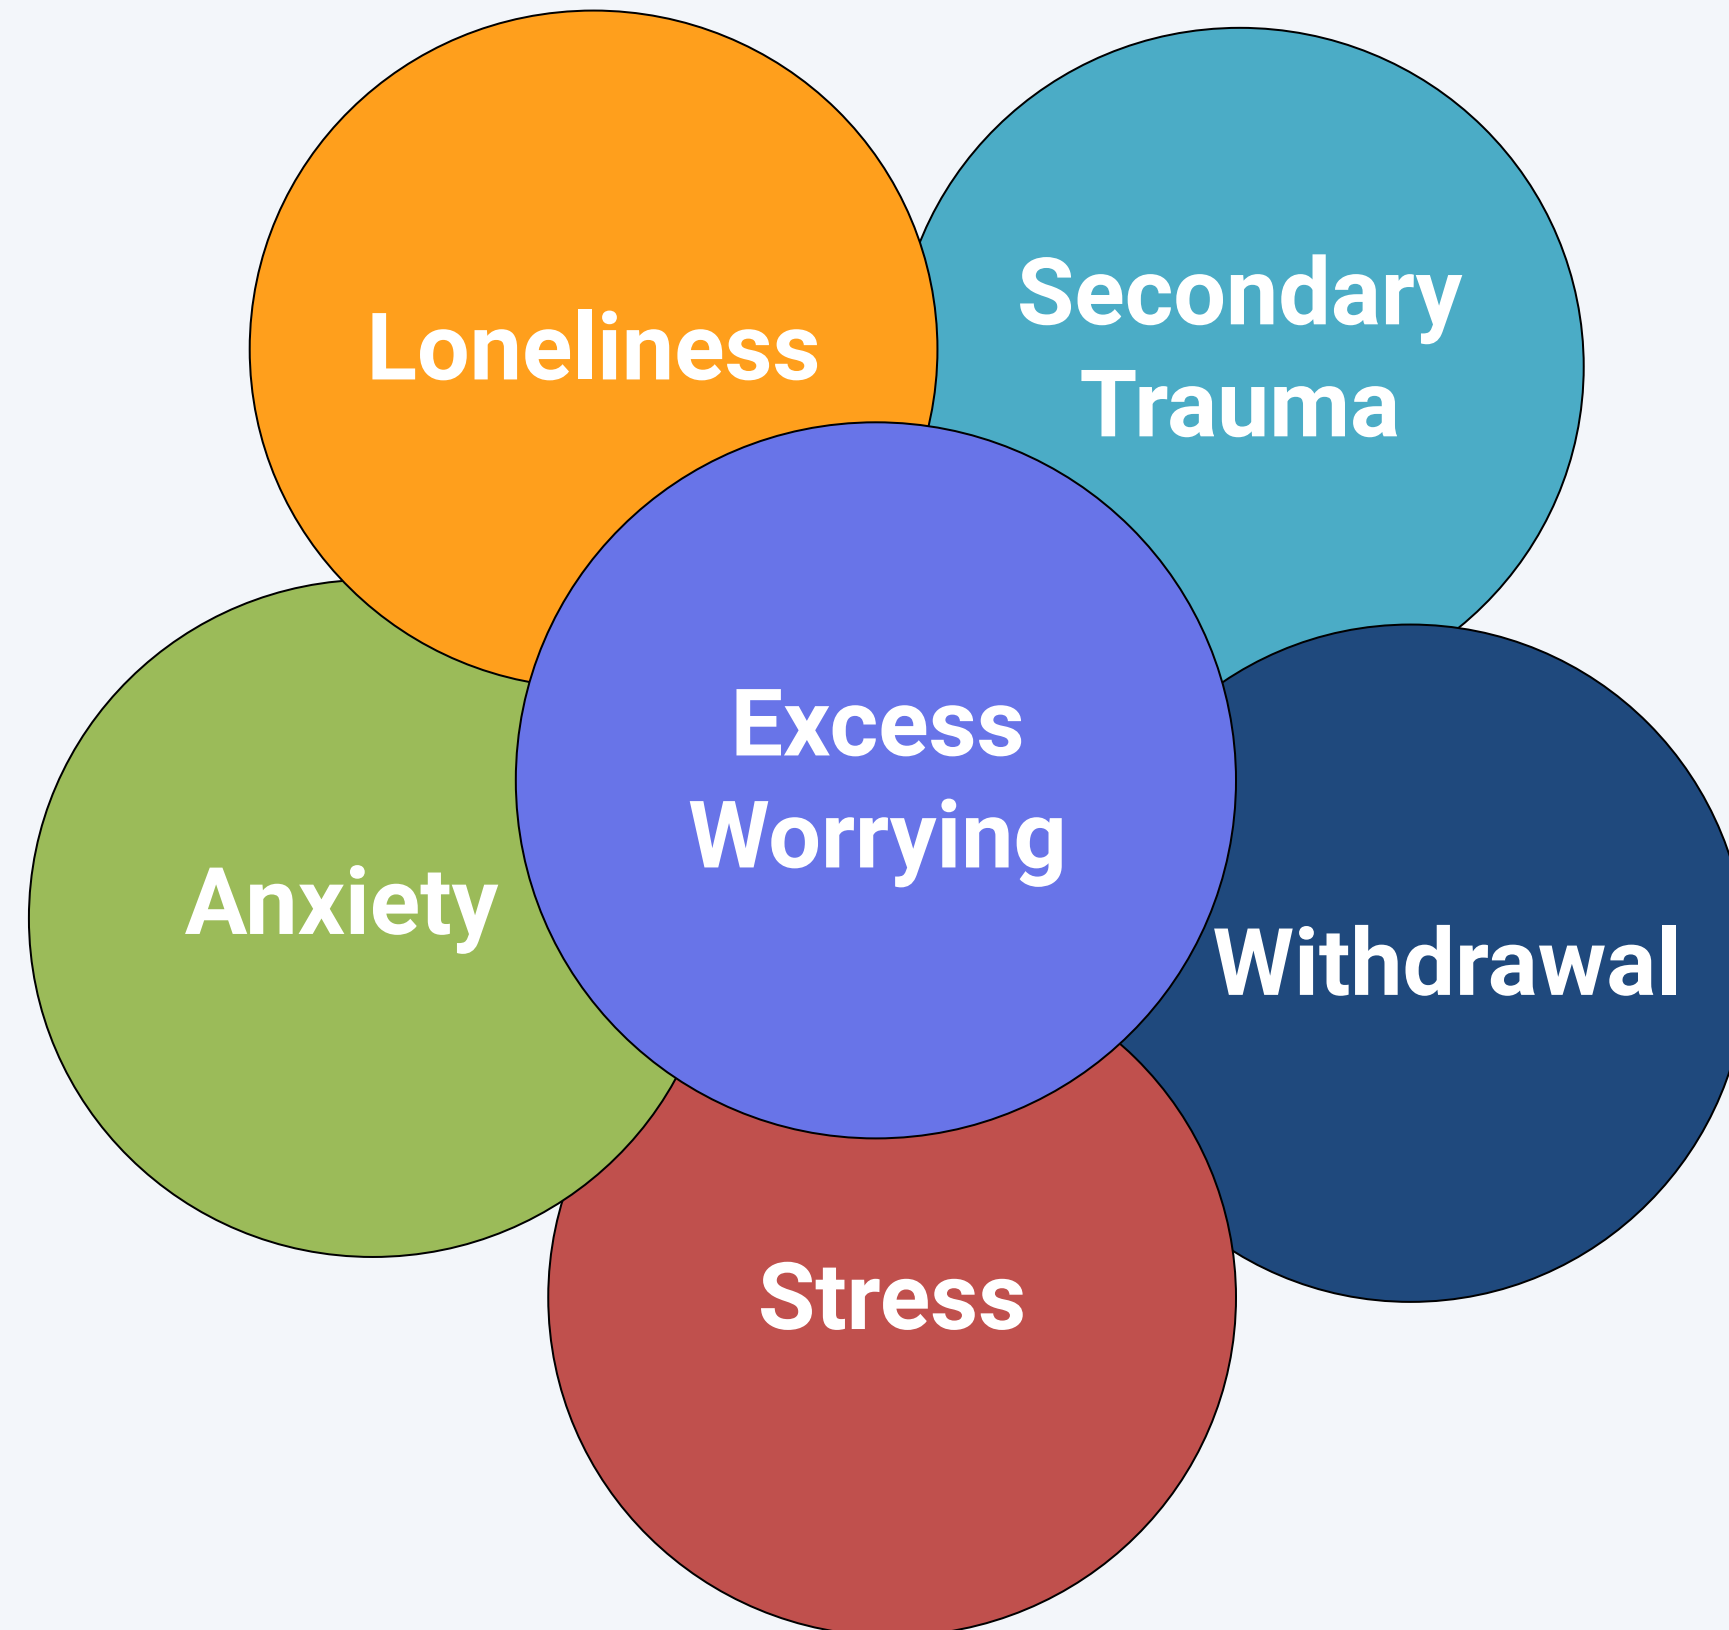 Loneliness
Secondary
Trauma
Excess
Worrying
Anxiety
Withdrawal
Stress